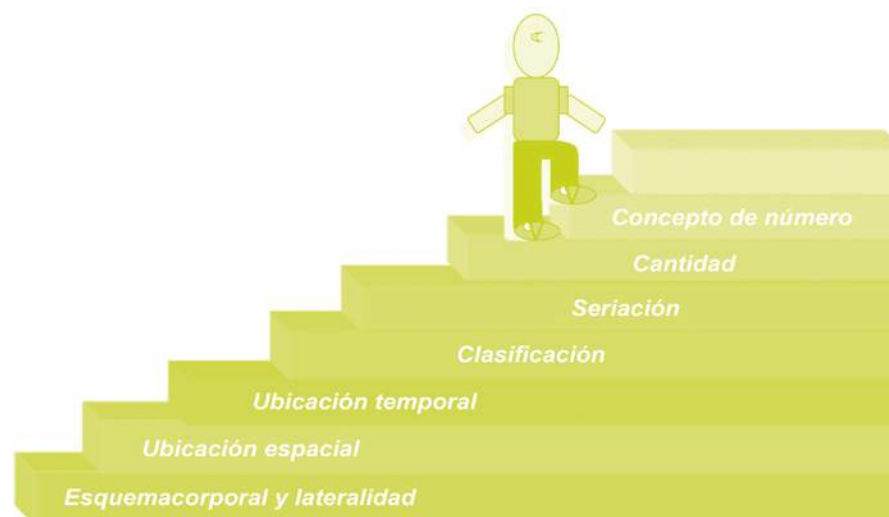 Concepto de número
Cantidad
Seriación
Clasificación
Ubicación temporal
Ubicación espacial
Esquemacorporal y lateralidad